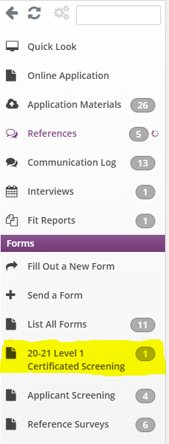 Quick Look
Online Application
Application Materials 26
References 5
Communication Log 13
Interviews 1
Fit Reports 1
Forms
Fill Out a New Form
Send a Form
List All Forms 11
20-21 Level 1 1
Certificated Screening
Applicant Screening 4
Reference Surveys 6